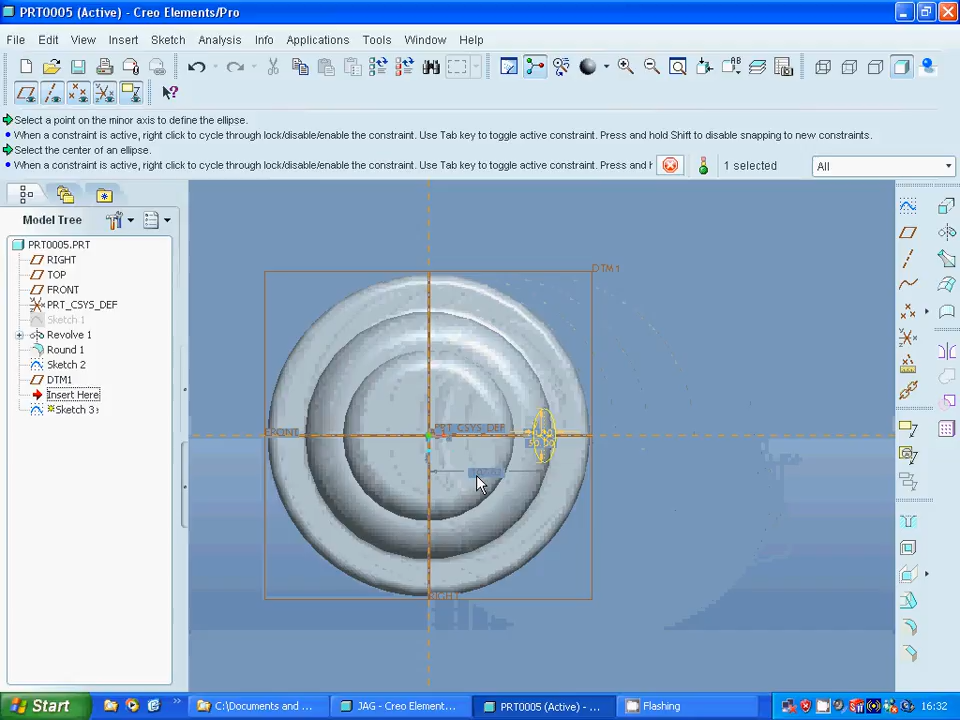 PRT0005 (Active) - Creo Elements/Pro
File Edit View Insert Sketch Analysis Info Applications Tools Window Help
Select a point on the minor axis to define the ellipse.
When a constraint is active, right click to cycle through lock/disable/enable the constraint. Use Tab key to toggle active constraint. Press and hold Shift to disable snapping to new constraints.
Select the center of an ellipse.
When a constraint is active, right click to cycle through lock/disable/enable the constraint. Use Tab key to toggle active constraint. Press and h
1 selected
All
Model Tree
PRT0005.PRT
RIGHT
TOP
FRONT
PRT_CSYS_DEF
Sketch 1
Revolve 1
Round 1
Sketch 2
DTM1
Insert Here
Sketch 3
DTM1
PRT_CSYS_DEF
FRONT
RIGHT
Start
C:\Documents and ...
JAG - Creo Element...
PRT0005 (Active) - ...
Flashing
16:32